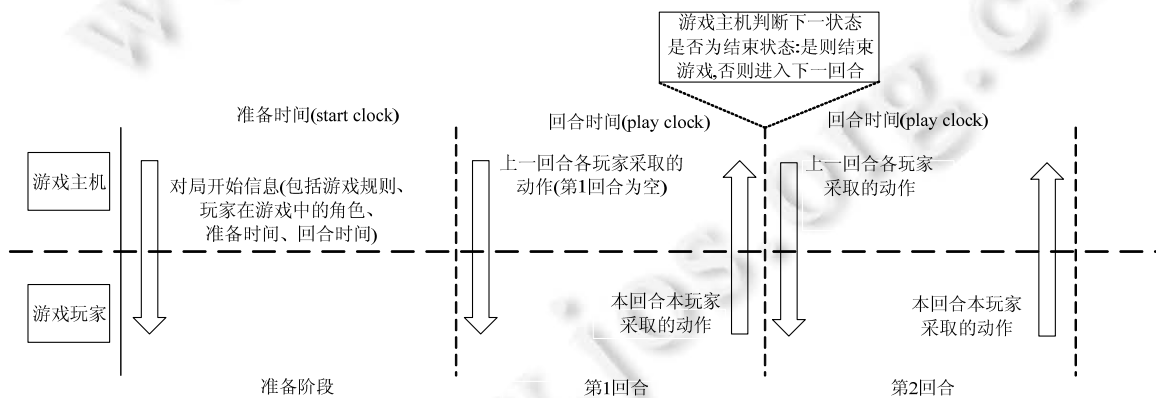 游戏主机判断下一状态
是否为结束状态:是则结束
游戏,否则进入下一回合
准备时间(start clock)
回合时间(play clock)
回合时间(play clock)
游戏主机
对局开始信息(包括游戏规则、
玩家在游戏中的角色、
准备时间、回合时间)
上一回合各玩家采取的
动作(第1回合为空)
上一回合各玩家
采取的动作
游戏玩家
本回合本玩家
采取的动作
本回合本玩家
采取的动作
准备阶段
第1回合
第2回合